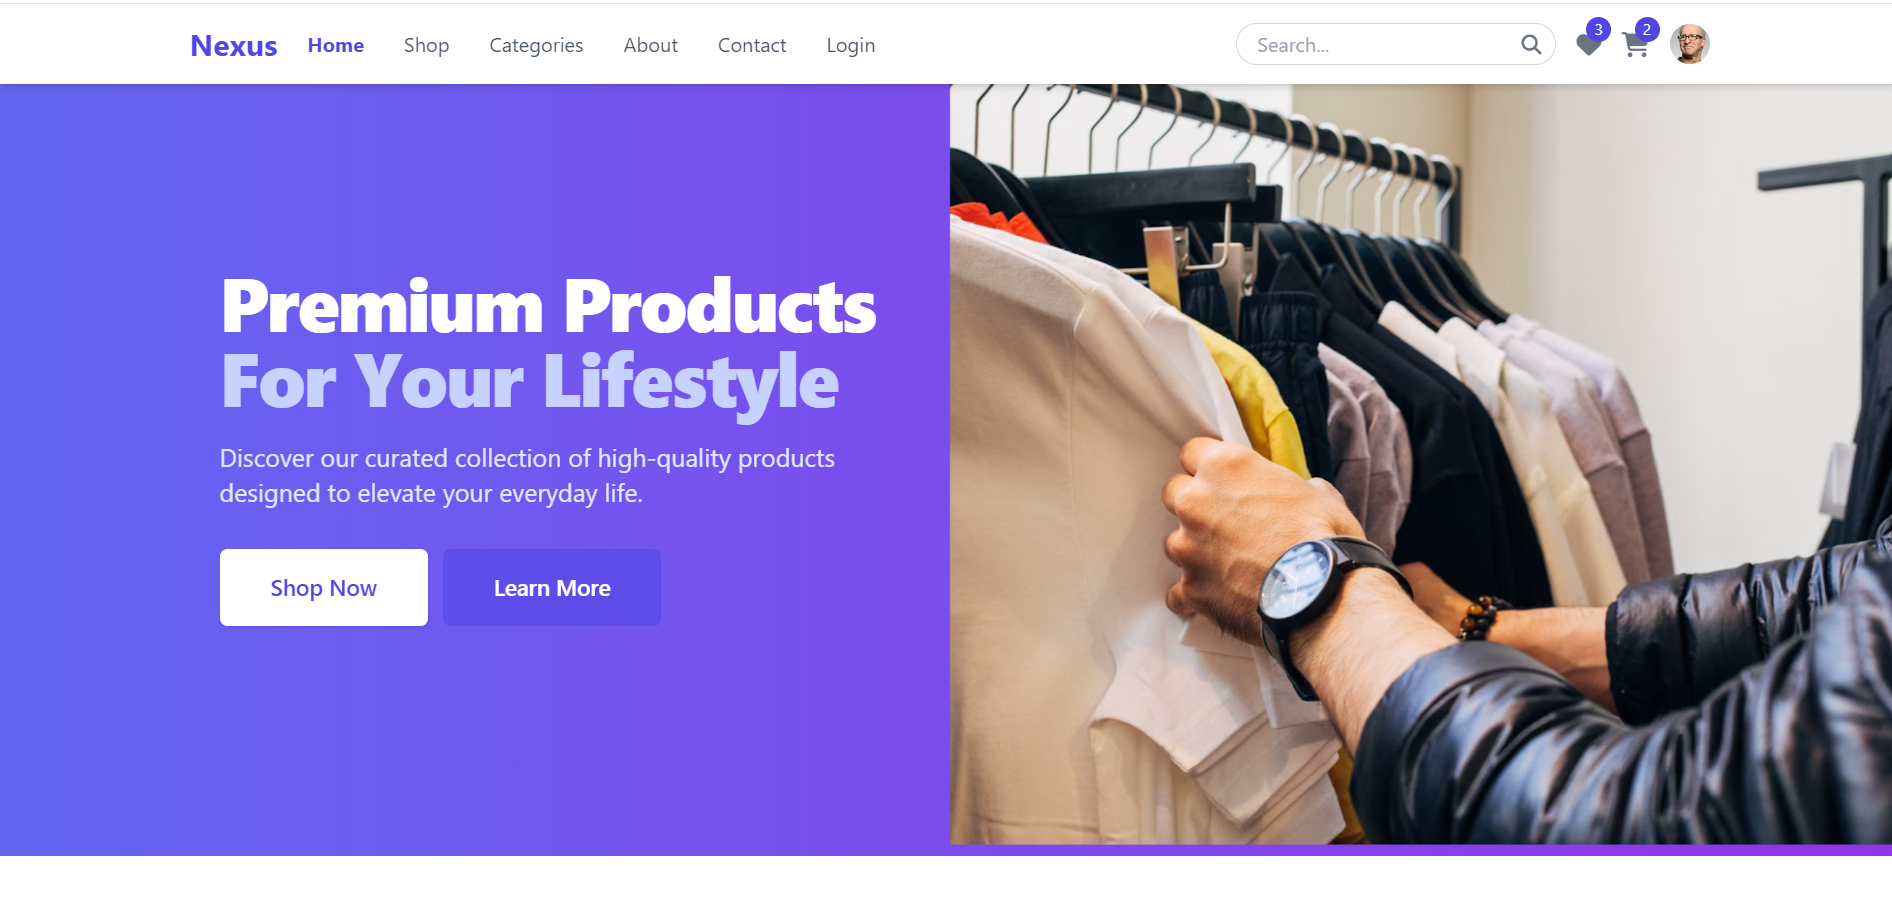 Nexus Home Shop Categories About Contact Login Search... 3 2
Premium Products
For Your Lifestyle
Discover our curated collection of high-quality products
designed to elevate your everyday life.
Shop Now Learn More